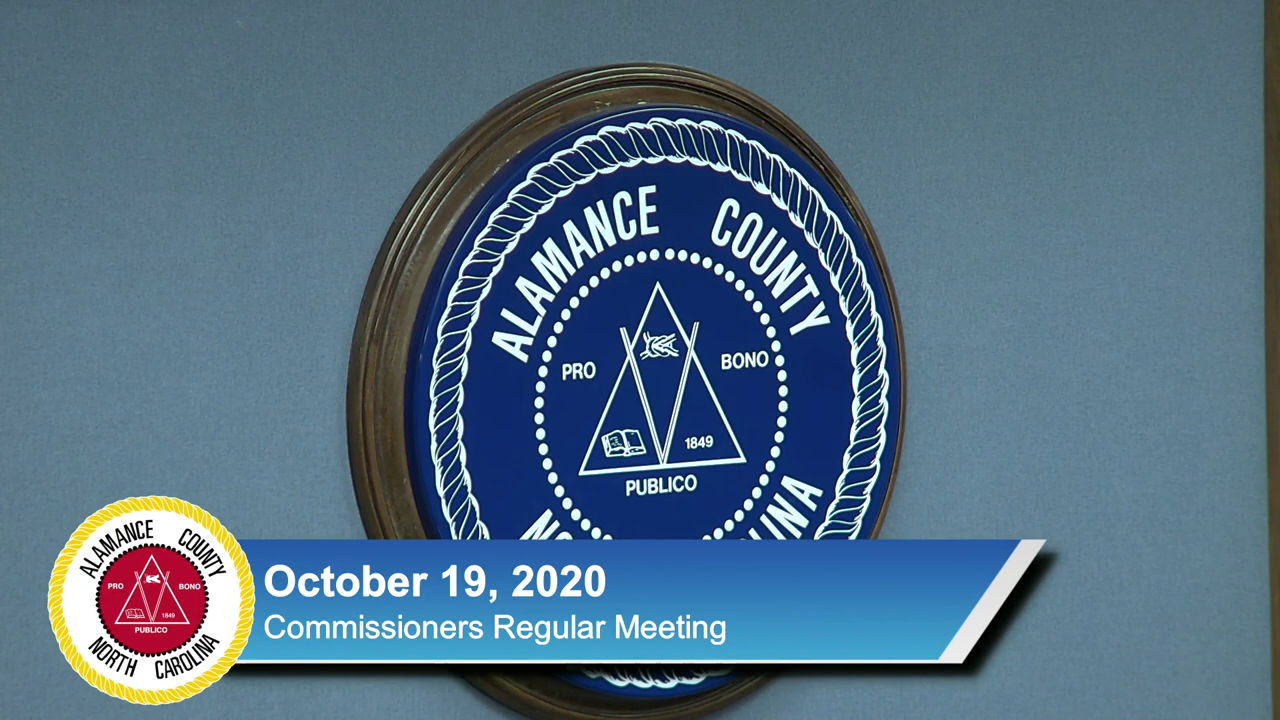 ALAMANCE COUNTY
PRO BONO
1849
PUBLICO
October 19, 2020
Commissioners Regular Meeting
ALAMANCE COUNTY
PRO BONO
1849
PUBLICO
NORTH CAROLINA